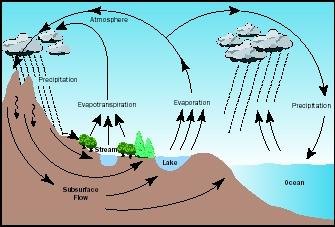 Atmosphere
Precipitation
Evapotranspiration
Evaporation
Precipitation
Stream
Lake
Subsurface
Flow
Ocean